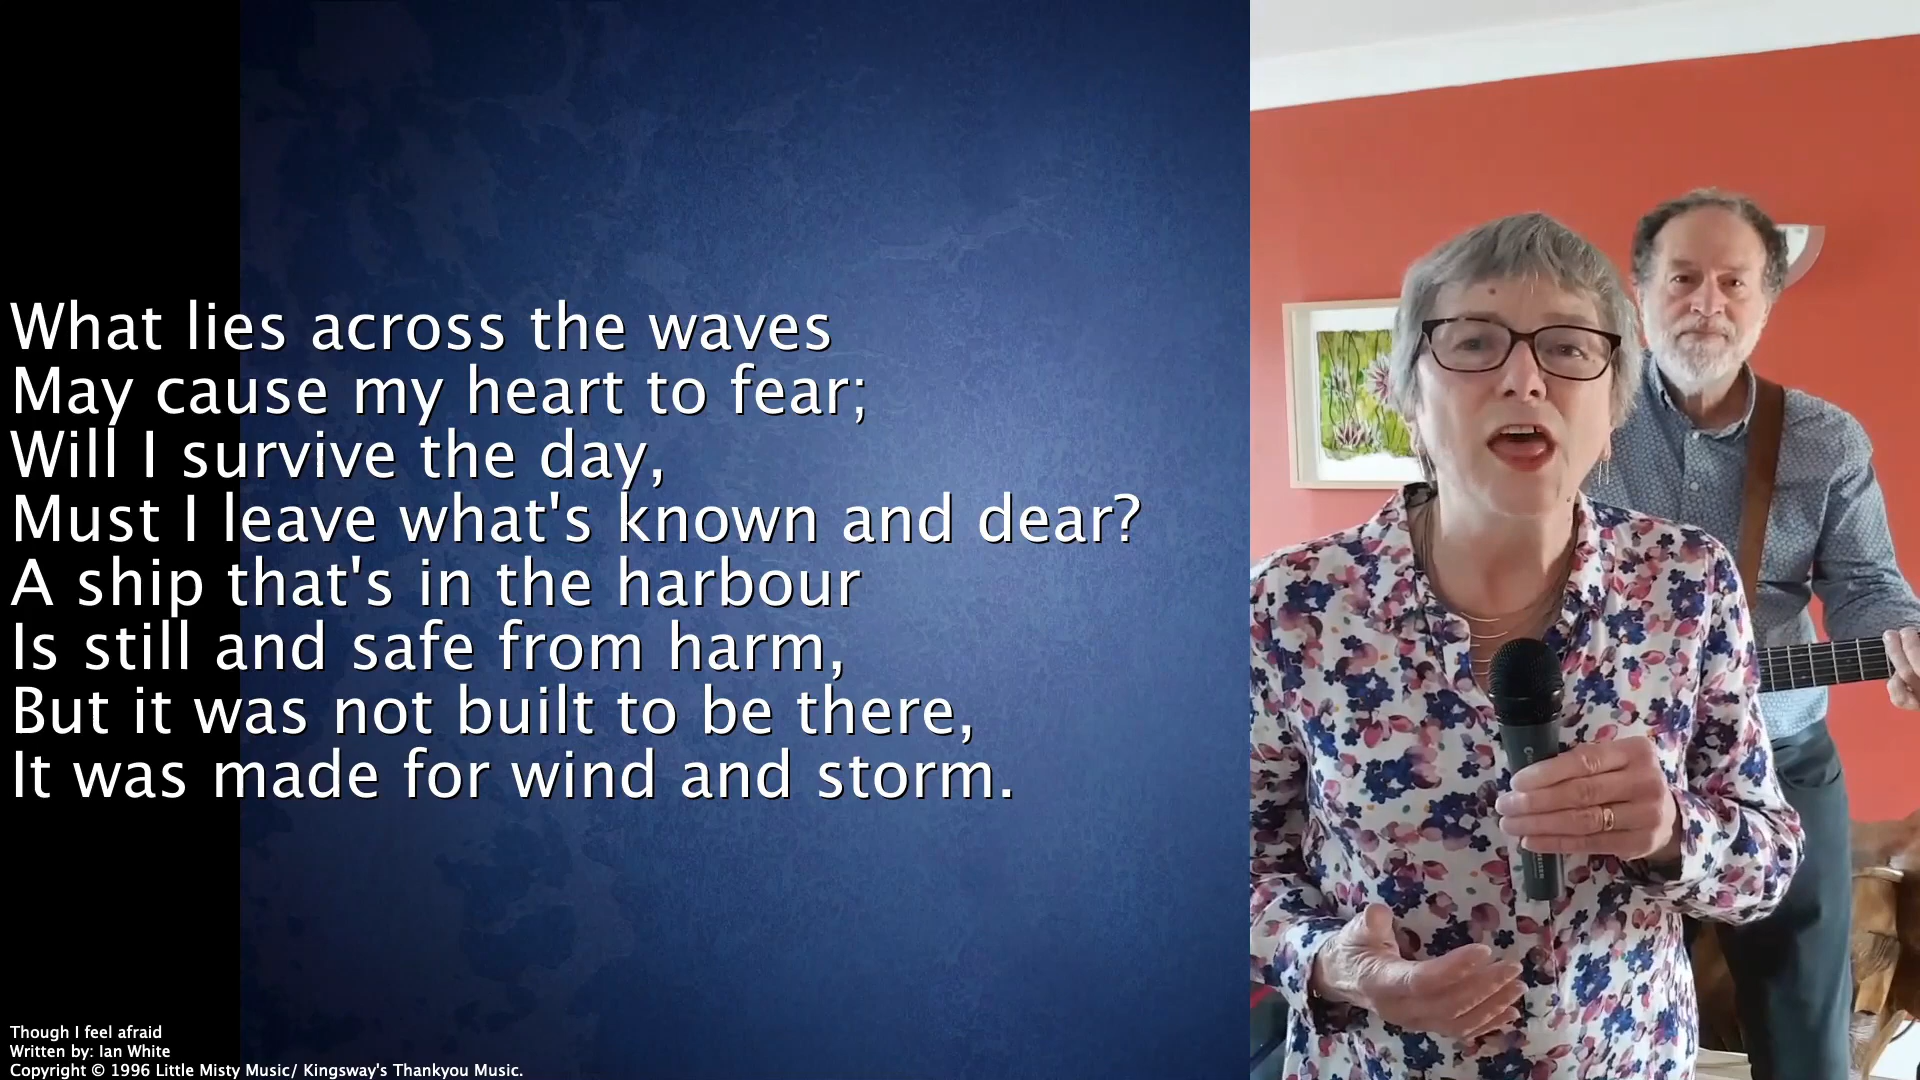 What lies across the waves
May cause my heart to fear;
Will I survive the day,
Must I leave what's known and dear?
A ship that's in the harbour
Is still and safe from harm,
But it was not built to be there,
It was made for wind and storm.
Though I feel afraid
Written by: Ian White
Copyright © 1996 Little Misty Music/ Kingsway's Thankyou Music.